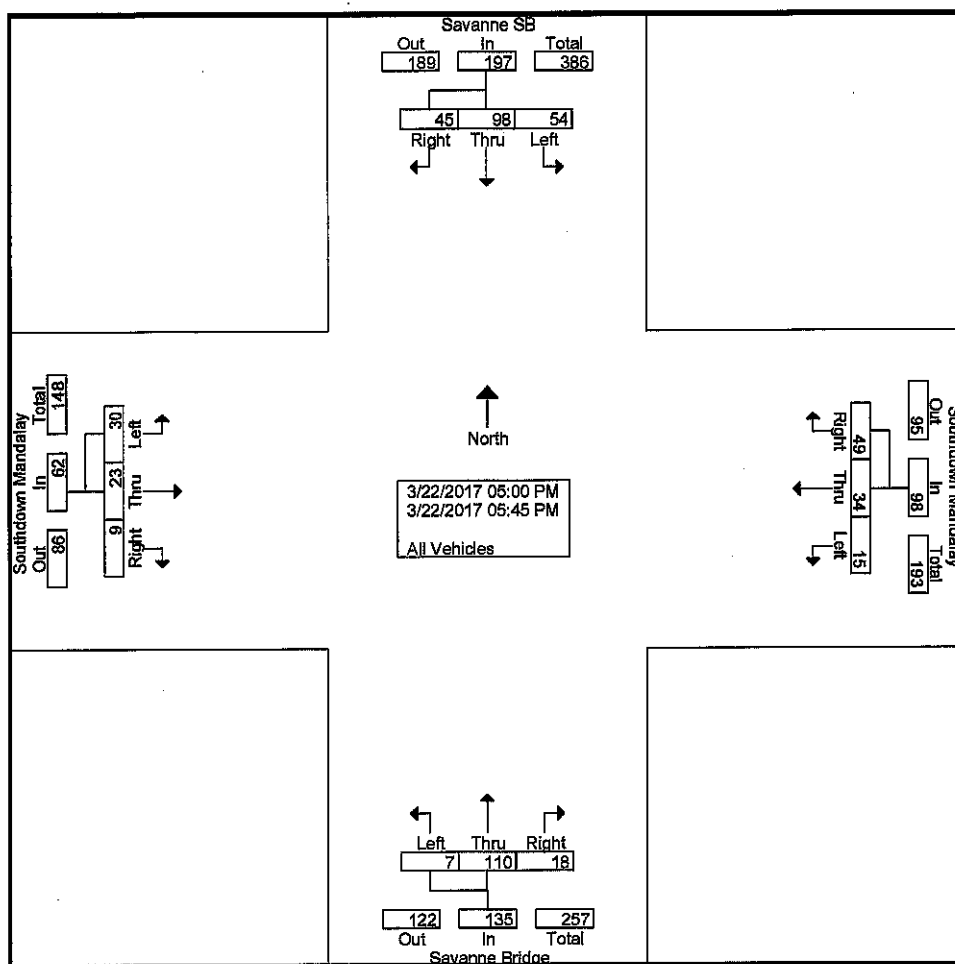 Savanne SB
Out In Total
189 197 386
45 98 54
Right Thru Left
North
3/22/2017 05:00 PM
3/22/2017 05:45 PM
All Vehicles
Southdown Mandalay
Total In Out
148 62 86
30 23 9
Left Thru Right
Southdown Mandalay
Out In Total
95 98 193
49 34 15
Right Thru Left
Left Thru Right
7 110 18
122 135 257
Out In Total
Savanne Bridge